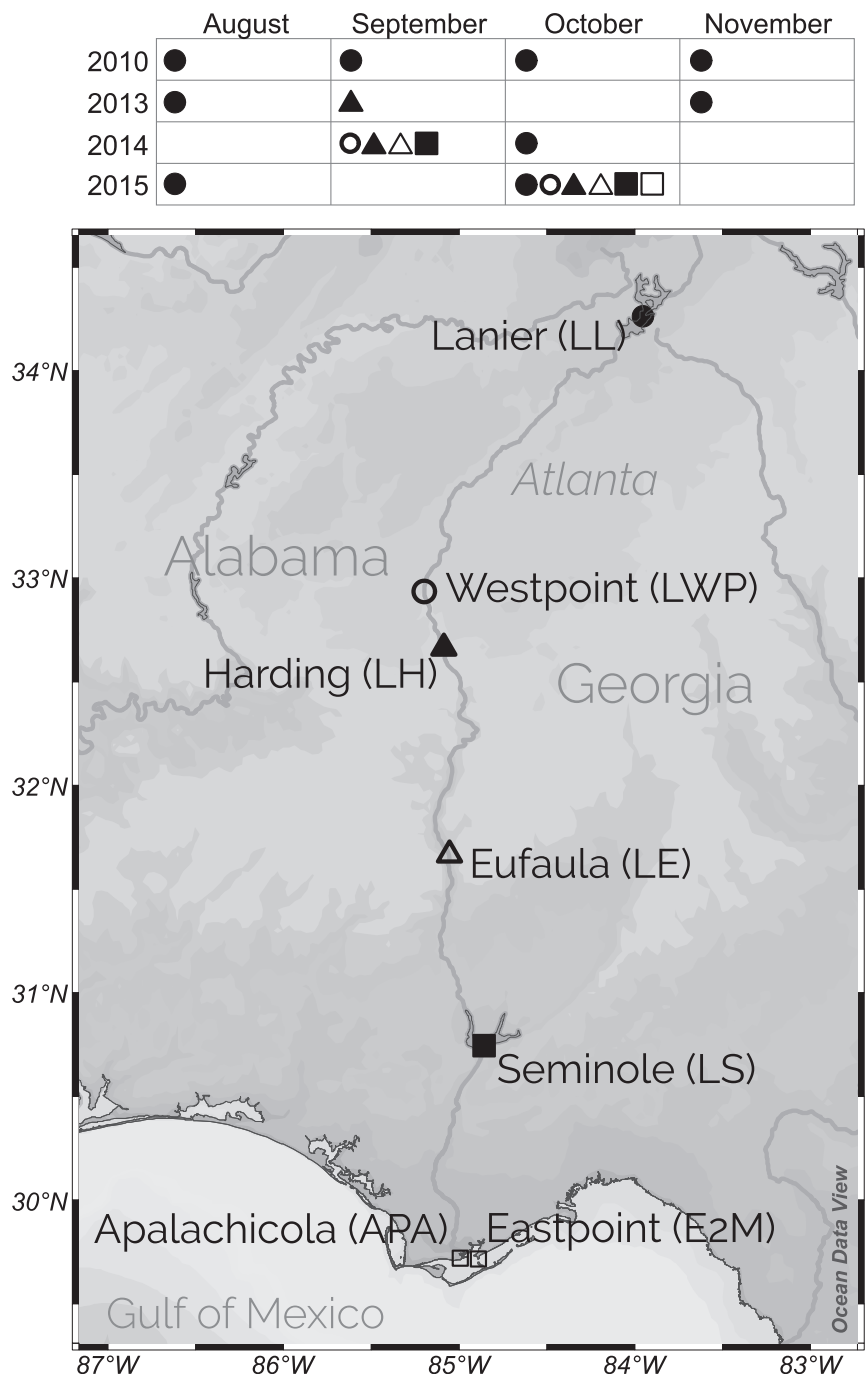 August September October November
2010
2013
2014
2015
Lanier (LL)
34°N
Atlanta
Alabama
33°N
Westpoint (LWP)
Harding (LH)
Georgia
32°N
Eufaula (LE)
31°N
Seminole (LS)
30°N
Apalachicola (APA) Eastpoint (E2M)
Ocean Data View
Gulf of Mexico
87°W 86°W 85°W 84°W 83°W